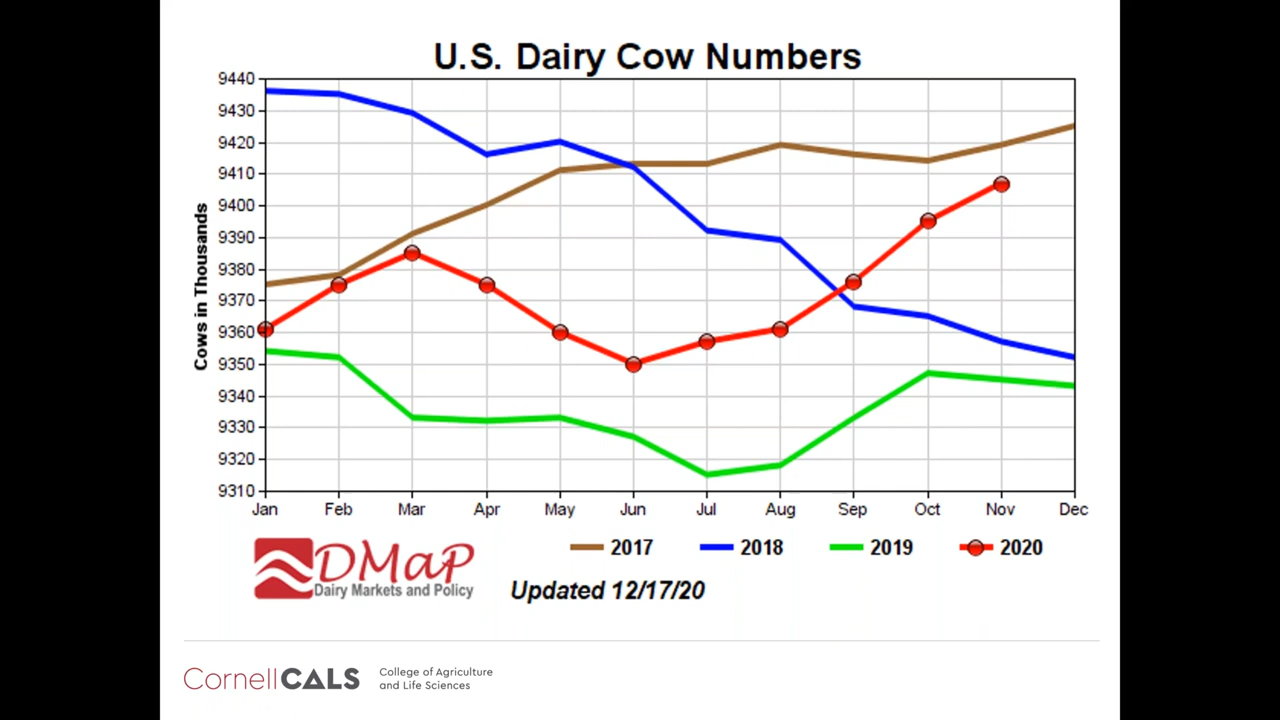 U.S. Dairy Cow Numbers
Cows in Thousands
9440
9430
9420
9410
9400
9390
9380
9370
9360
9350
9340
9330
9320
9310
Jan Feb Mar Apr May Jun Jul Aug Sep Oct Nov Dec
2017 2018 2019 2020
DMaP
Dairy Markets and Policy
Updated 12/17/20
CornellCALS
College of Agriculture
and Life Sciences